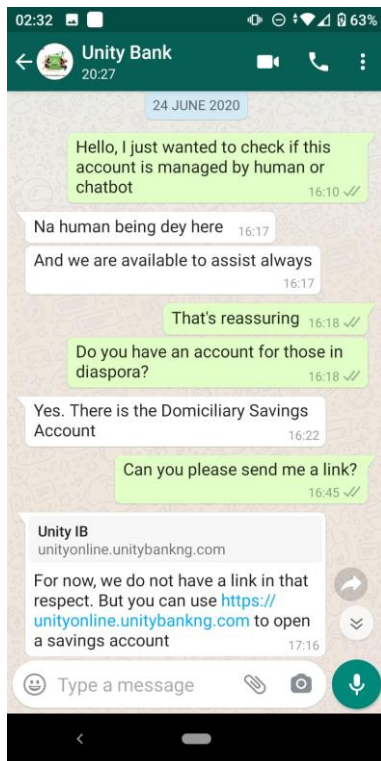 02:32 63%
Unity Bank
20:27
24 JUNE 2020
Hello, I just wanted to check if this
account is managed by human or
chatbot
16:10
Na human being dey here 16:17
And we are available to assist always
16:17
That's reassuring 16:18
Do you have an account for those in
diaspora?
16:18
Yes. There is the Domiciliary Savings
Account
16:22
Can you please send me a link?
16:45
Unity IB
unityonline.unitybankng.com
For now, we do not have a link in that
respect. But you can use https://
unityonline.unitybankng.com to open
a savings account
17:16
Type a message